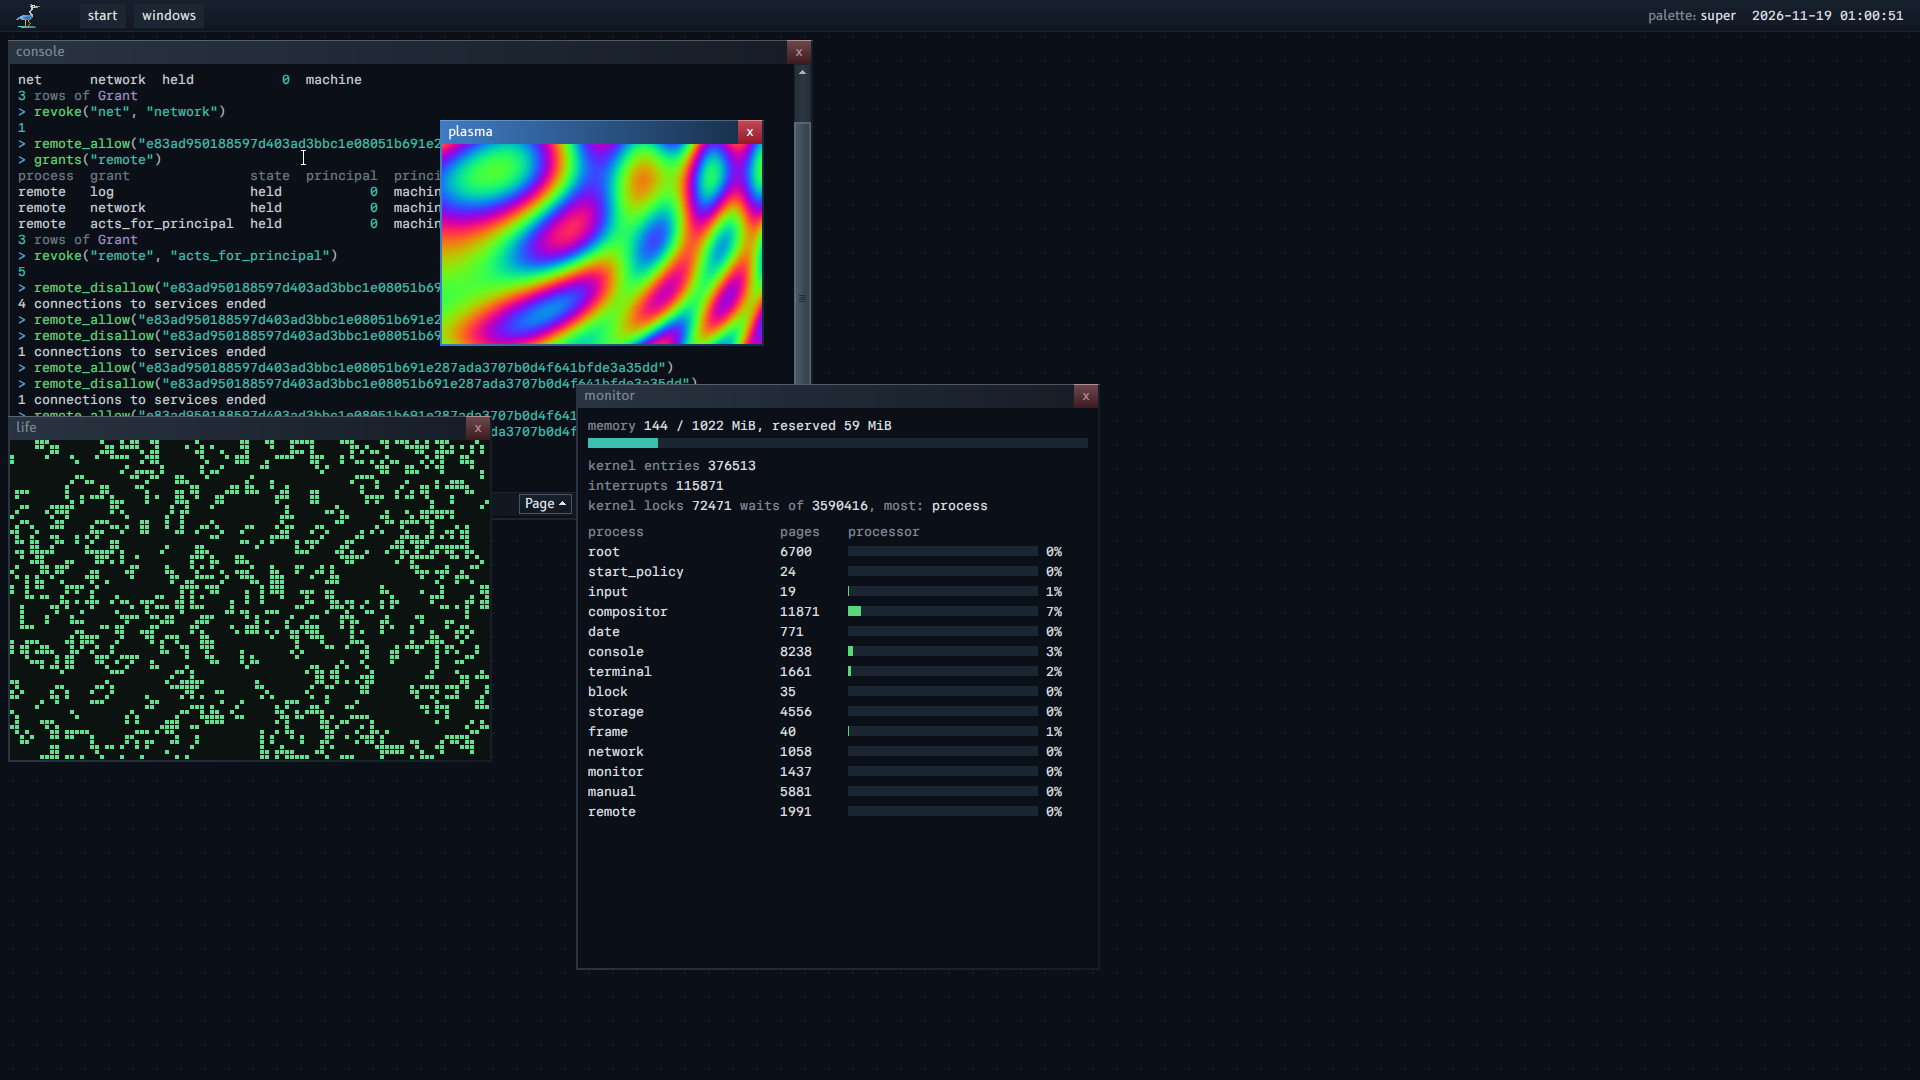 start windows palette: super 2026-11-19 01:00:51
console x
net network held 0 machine
3 rows of Grant
> revoke("net", "network")
1
> remote_allow("e83ad950188597d403ad3bbc1e08051b691e2
> grants("remote")
process grant state principal princi
remote log held 0 machin
remote network held 0 machin
remote acts_for_principal held 0 machin
3 rows of Grant
> revoke("remote", "acts_for_principal")
5
> remote_disallow("e83ad950188597d403ad3bbc1e08051b69
4 connections to services ended
> remote_allow("e83ad950188597d403ad3bbc1e08051b691e2
> remote_disallow("e83ad950188597d403ad3bbc1e08051b69
1 connections to services ended
> remote_allow("e83ad950188597d403ad3bbc1e08051b691e287ada3707b0d4f641bfde3a35dd")
> remote_disallow("e83ad950188597d403ad3bbc1e08051b691e287ada3707b0d4f641bfde3a35dd")
1 connections to services ended
> remote_allow("e83ad950188597d403ad3bbc1e08051b691e287ada3707b0d4f641
da3707b0d4f
Page
plasma x
life x
monitor x
memory 144 / 1022 MiB, reserved 59 MiB
kernel entries 376513
interrupts 115871
kernel locks 72471 waits of 3590416, most: process
process pages processor
root 6700 0%
start_policy 24 0%
input 19 1%
compositor 11871 7%
date 771 0%
console 8238 3%
terminal 1661 2%
block 35 0%
storage 4556 0%
frame 40 1%
network 1058 0%
monitor 1437 0%
manual 5881 0%
remote 1991 0%